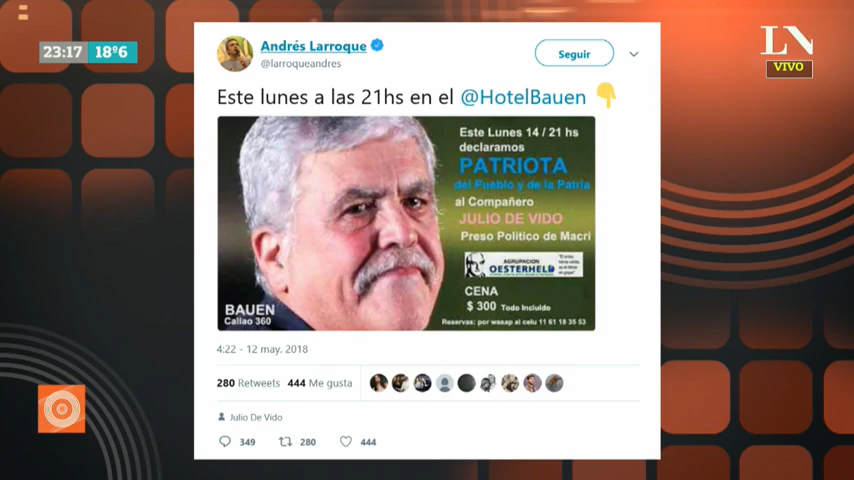 23:17 18º6
LN
VIVO
Andrés Larroque
@larroqueandres
Seguir
Este lunes a las 21hs en el @HotelBauen
Este Lunes 14 / 21 hs
declaramos
PATRIOTA
del Pueblo y de la Patria
al Compañero
JULIO DE VIDO
Preso Politico de Macri
AGRUPACION
OESTERHELD
CENA
$ 300 Todo Incluido
Reservas: por wasap al celu 11 61 18 35 53
BAUEN
Callao 360
4:22 - 12 may. 2018
280 Retweets 444 Me gusta
Julio De Vido
349 280 444